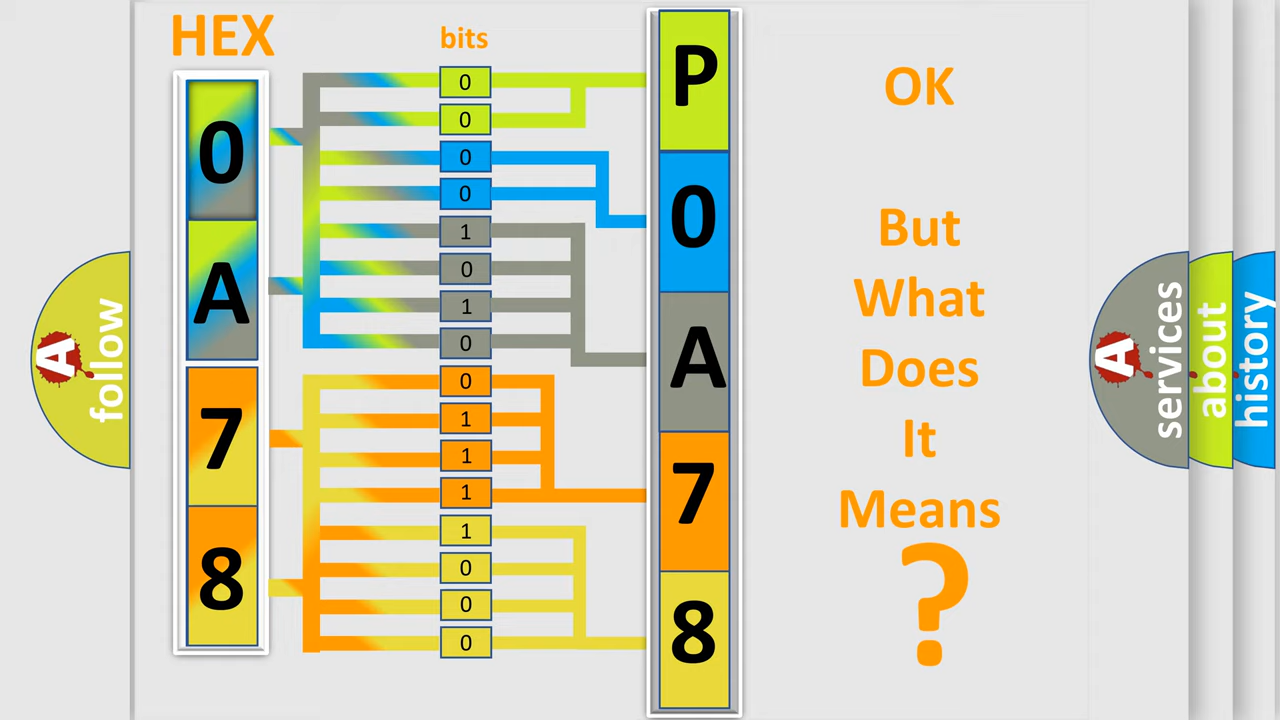 HEX
bits
0
A
7
8
0
0
0
0
1
0
1
0
0
1
1
1
1
0
0
0
P
0
A
7
8
OK
But
What
Does
It
Means
?
A
follow
A
services
about
history